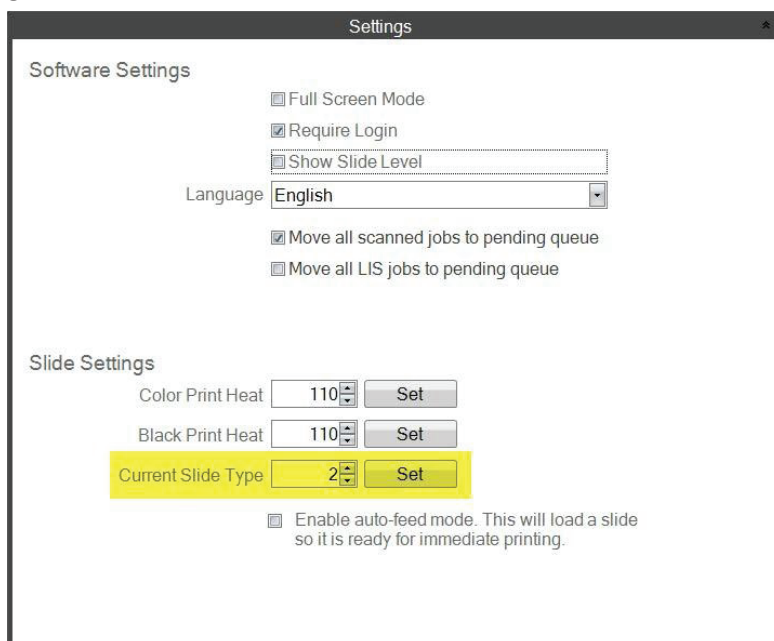 Settings
Software Settings
Full Screen Mode
Require Login
Show Slide Level
Language English
Move all scanned jobs to pending queue
Move all LIS jobs to pending queue
Slide Settings
Color Print Heat 110 Set
Black Print Heat 110 Set
Current Slide Type 2 Set
Enable auto-feed mode. This will load a slide
so it is ready for immediate printing.